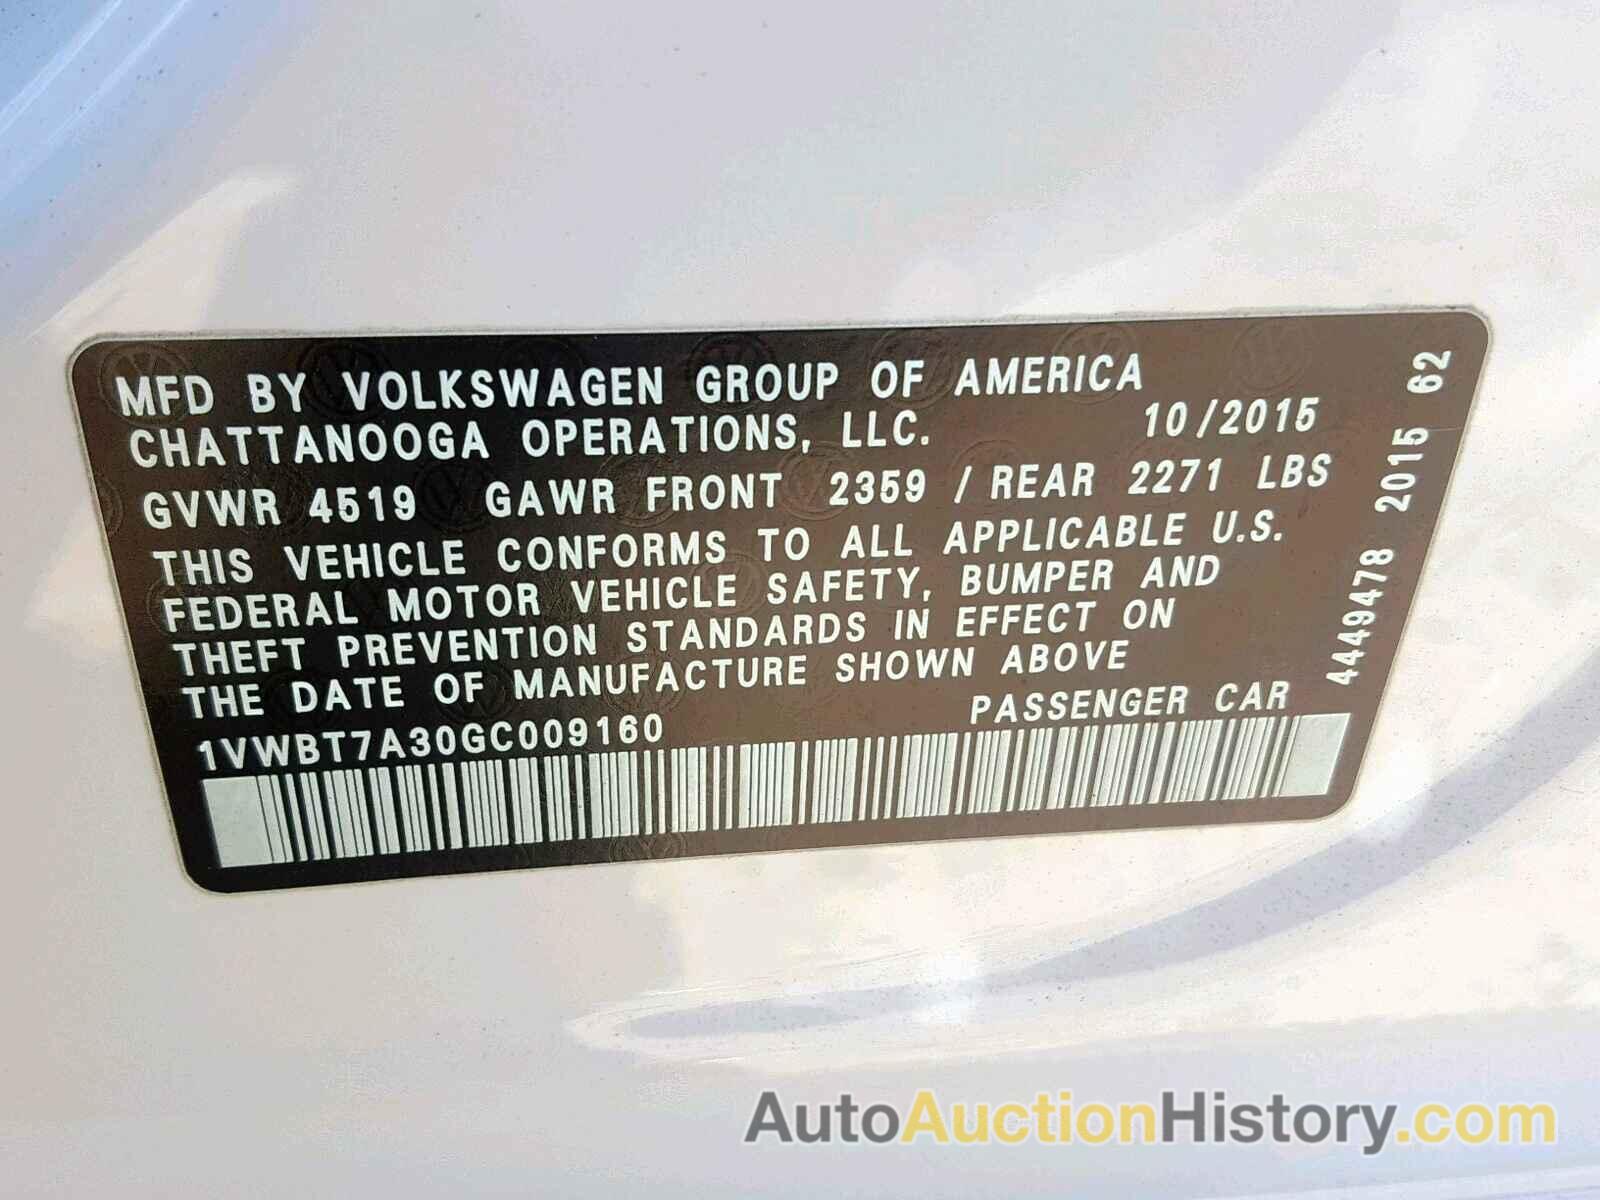 MFD BY VOLKSWAGEN GROUP OF AMERICA
CHATTANOOGA OPERATIONS, LLC. 10/2015
GVWR 4519 GAWR FRONT 2359 / REAR 2271 LBS
THIS VEHICLE CONFORMS TO ALL APPLICABLE U.S.
FEDERAL MOTOR VEHICLE SAFETY, BUMPER AND
THEFT PREVENTION STANDARDS IN EFFECT ON
THE DATE OF MANUFACTURE SHOWN ABOVE
1VWBT7A30GC009160 PASSENGER CAR
4449478 2015 62
AutoAuctionHistory.com